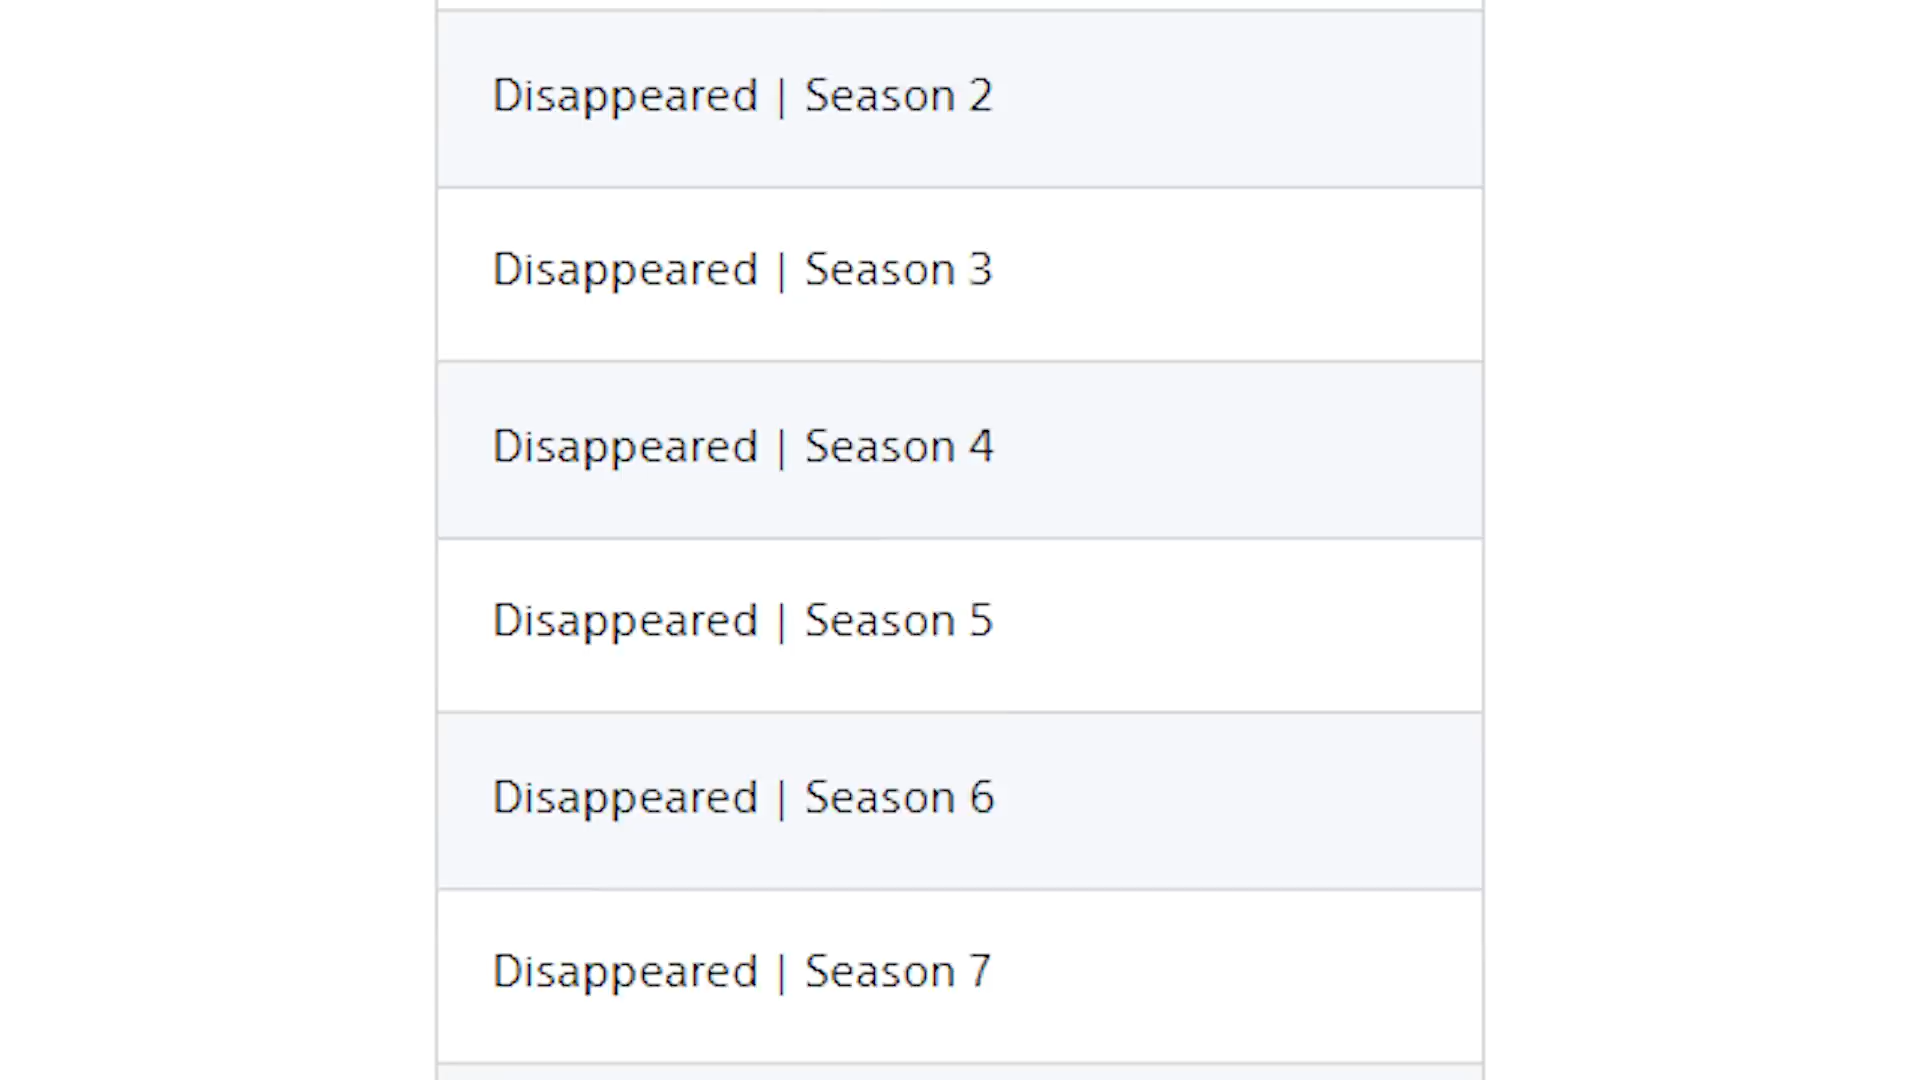 Disappeared | Season 2
Disappeared | Season 3
Disappeared | Season 4
Disappeared | Season 5
Disappeared | Season 6
Disappeared | Season 7